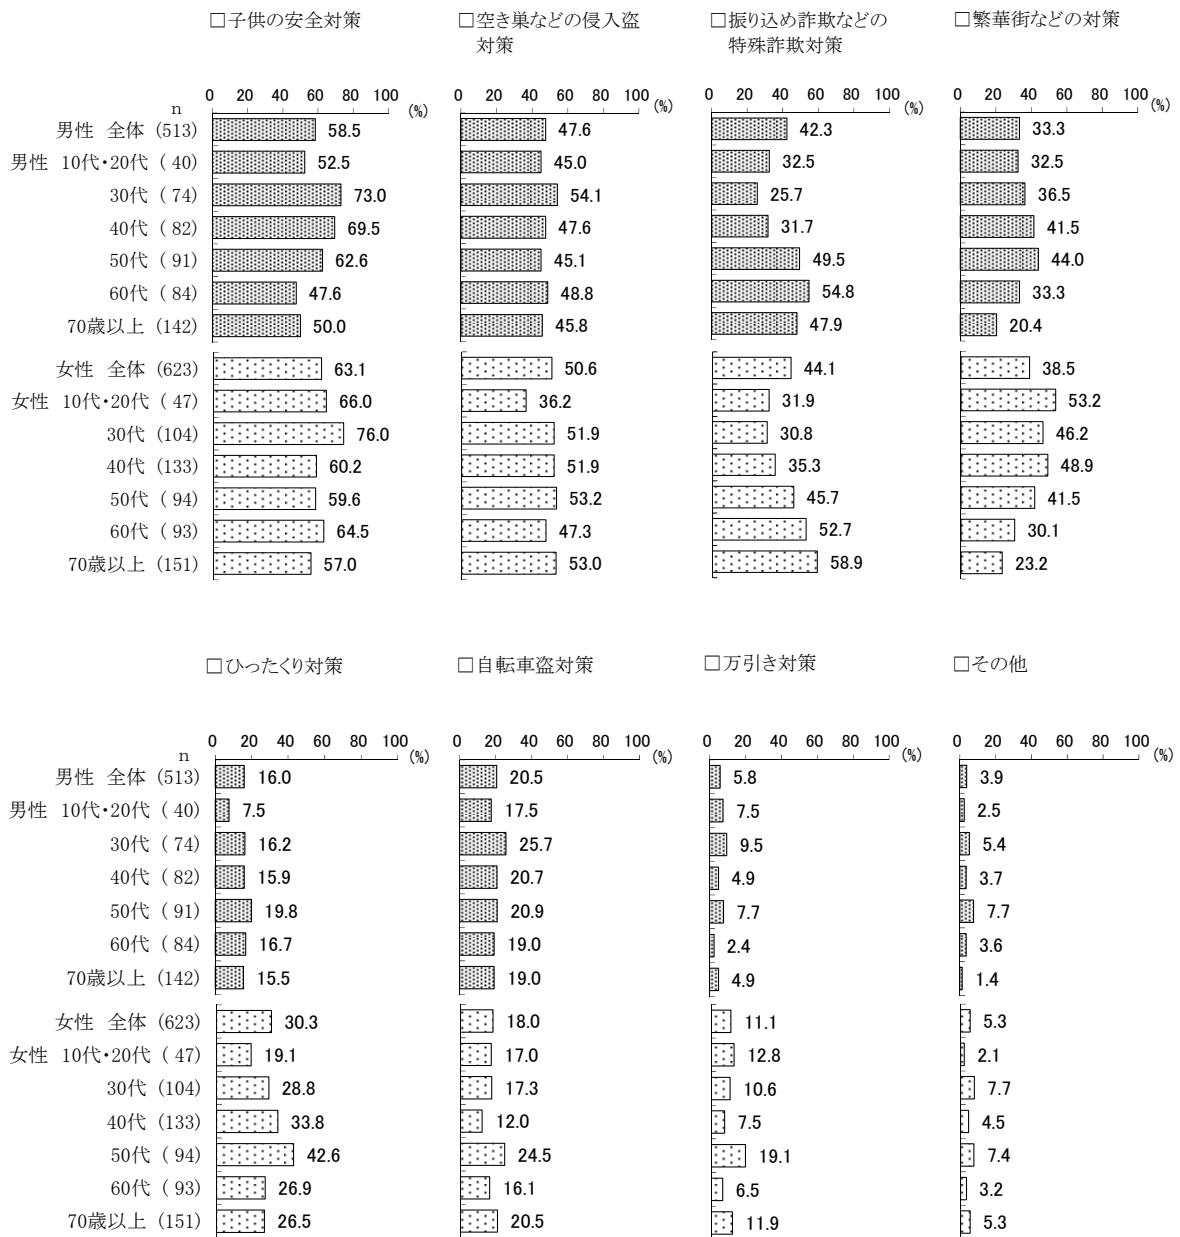 □子供の安全対策 □空き巣などの侵入盗 □振り込め詐欺などの □繁華街などの対策
対策 特殊詐欺対策
0 20 40 60 80 100 (%) 0 20 40 60 80 100 (%) 0 20 40 60 80 100 (%) 0 20 40 60 80 100 (%)
n
男性 全体 (513) 58.5 47.6 42.3 33.3
男性 10代・20代 ( 40) 52.5 45.0 32.5 32.5
30代 ( 74) 73.0 54.1 25.7 36.5
40代 ( 82) 69.5 47.6 31.7 41.5
50代 ( 91) 62.6 45.1 49.5 44.0
60代 ( 84) 47.6 48.8 54.8 33.3
70歳以上 (142) 50.0 45.8 47.9 20.4
女性 全体 (623) 63.1 50.6 44.1 38.5
女性 10代・20代 ( 47) 66.0 36.2 31.9 53.2
30代 (104) 76.0 51.9 30.8 46.2
40代 (133) 60.2 51.9 35.3 48.9
50代 ( 94) 59.6 53.2 45.7 41.5
60代 ( 93) 64.5 47.3 52.7 30.1
70歳以上 (151) 57.0 53.0 58.9 23.2
□ひったくり対策 □自転車盗対策 □万引き対策 □その他
0 20 40 60 80 100 (%) 0 20 40 60 80 100 (%) 0 20 40 60 80 100 (%) 0 20 40 60 80 100 (%)
n
男性 全体 (513) 16.0 20.5 5.8 3.9
男性 10代・20代 ( 40) 7.5 17.5 7.5 2.5
30代 ( 74) 16.2 25.7 9.5 5.4
40代 ( 82) 15.9 20.7 4.9 3.7
50代 ( 91) 19.8 20.9 7.7 7.7
60代 ( 84) 16.7 19.0 2.4 3.6
70歳以上 (142) 15.5 19.0 4.9 1.4
女性 全体 (623) 30.3 18.0 11.1 5.3
女性 10代・20代 ( 47) 19.1 17.0 12.8 2.1
30代 (104) 28.8 17.3 10.6 7.7
40代 (133) 33.8 12.0 7.5 4.5
50代 ( 94) 42.6 24.5 19.1 7.4
60代 ( 93) 26.9 16.1 6.5 3.2
70歳以上 (151) 26.5 20.5 11.9 5.3